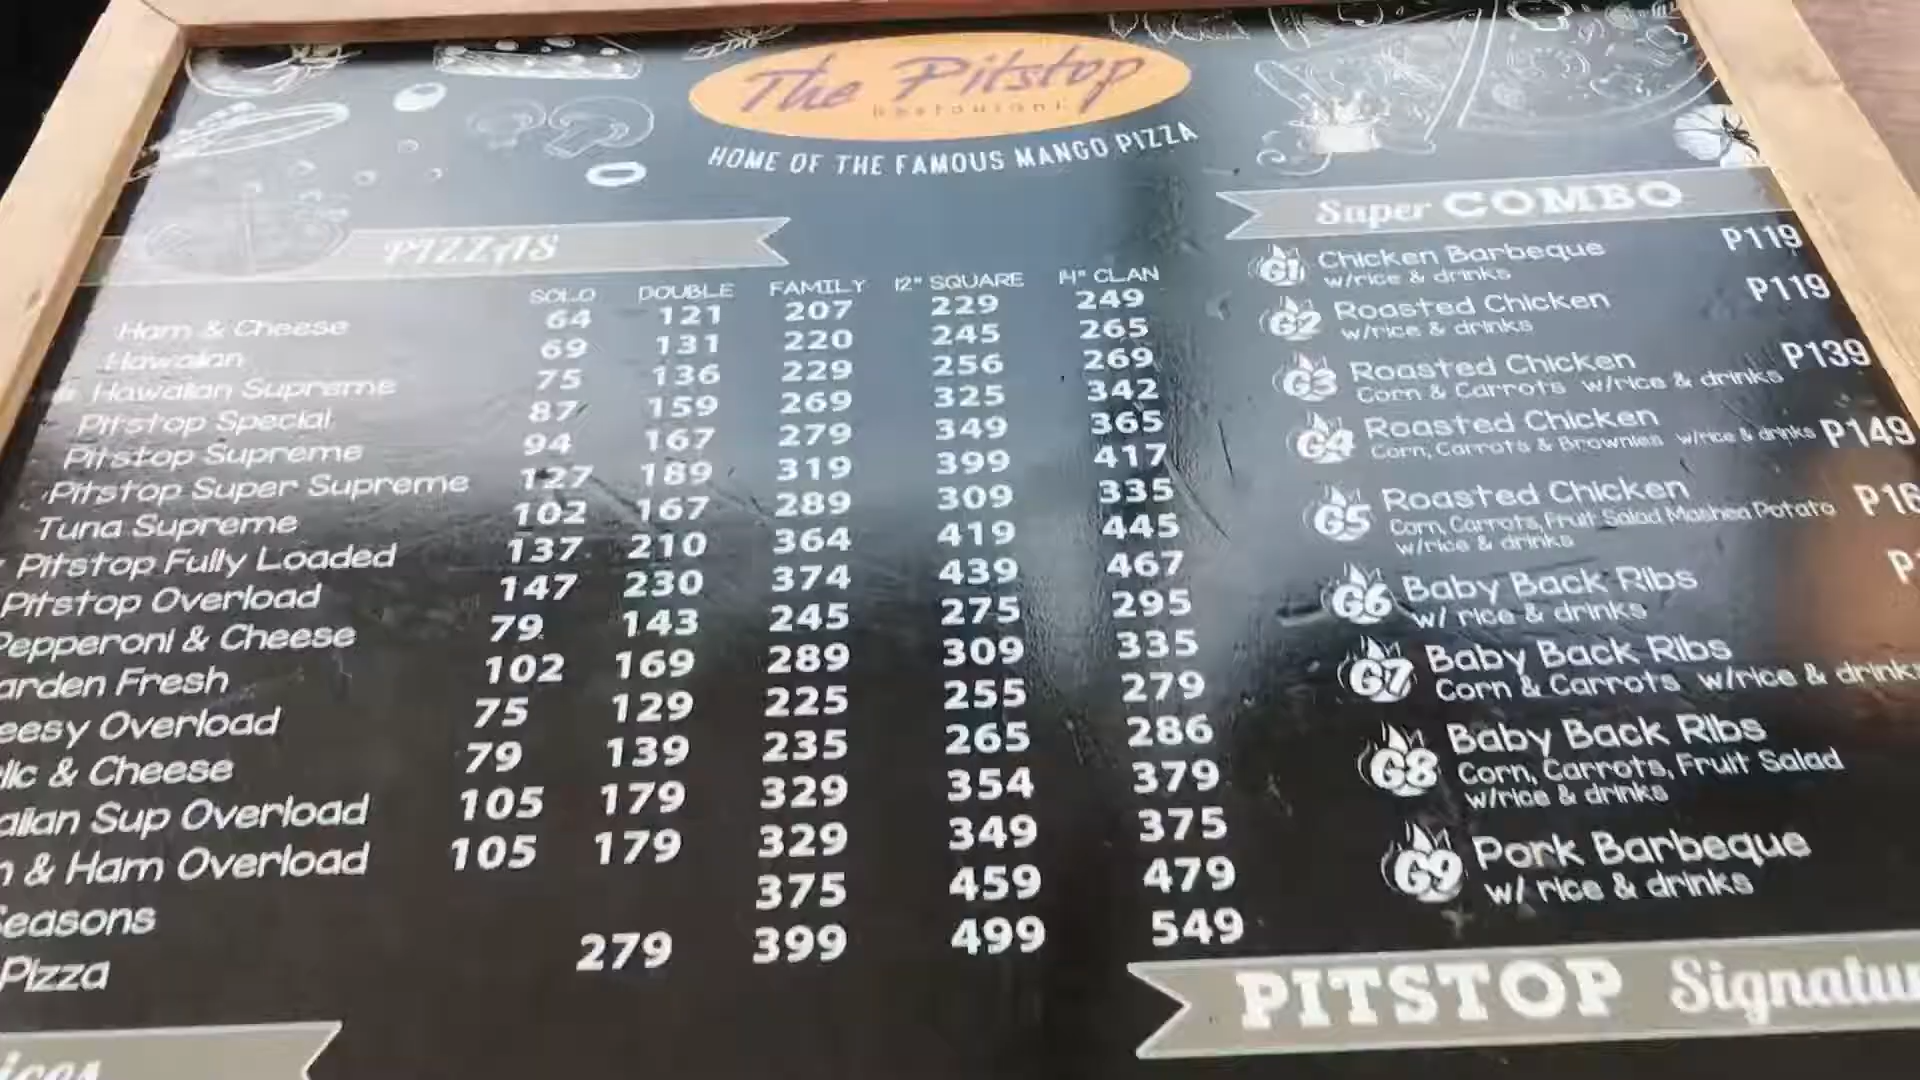 The Pitstop
Restaurant
HOME OF THE FAMOUS MANGO PIZZA
PIZZAS
SOLO DOUBLE FAMILY 12" SQUARE 14" CLAN
Ham & Cheese 64 121 207 229 249
Hawaiian 69 131 220 245 265
Hawaiian Supreme 75 136 229 256 269
Pitstop Special 87 159 269 325 342
Pitstop Supreme 94 167 279 349 365
Pitstop Super Supreme 127 189 319 399 417
Tuna Supreme 102 167 289 309 335
Pitstop Fully Loaded 137 210 364 419 445
Pitstop Overload 147 230 374 439 467
Pepperoni & Cheese 79 143 245 275 295
arden Fresh 102 169 289 309 335
eesy Overload 75 129 225 255 279
lic & Cheese 79 139 235 265 286
aiian Sup Overload 105 179 329 354 379
n & Ham Overload 105 179 329 349 375
Seasons 375 459 479
Pizza 279 399 499 549
ices
Super COMBO
G1 Chicken Barbeque P119
w/rice & drinks
G2 Roasted Chicken P119
w/rice & drinks
G3 Roasted Chicken P139
Corn & Carrots w/rice & drinks
G4 Roasted Chicken P149
Corn, Carrots & Brownies w/rice & drinks
G5 Roasted Chicken P16
Corn, Carrots, Fruit Salad Mashed Potato
w/rice & drinks
G6 Baby Back Ribs P
w/ rice & drinks
G7 Baby Back Ribs
Corn & Carrots w/rice & drinks
G8 Baby Back Ribs
Corn, Carrots, Fruit Salad
w/rice & drinks
G9 Pork Barbeque
w/ rice & drinks
PITSTOP Signatur